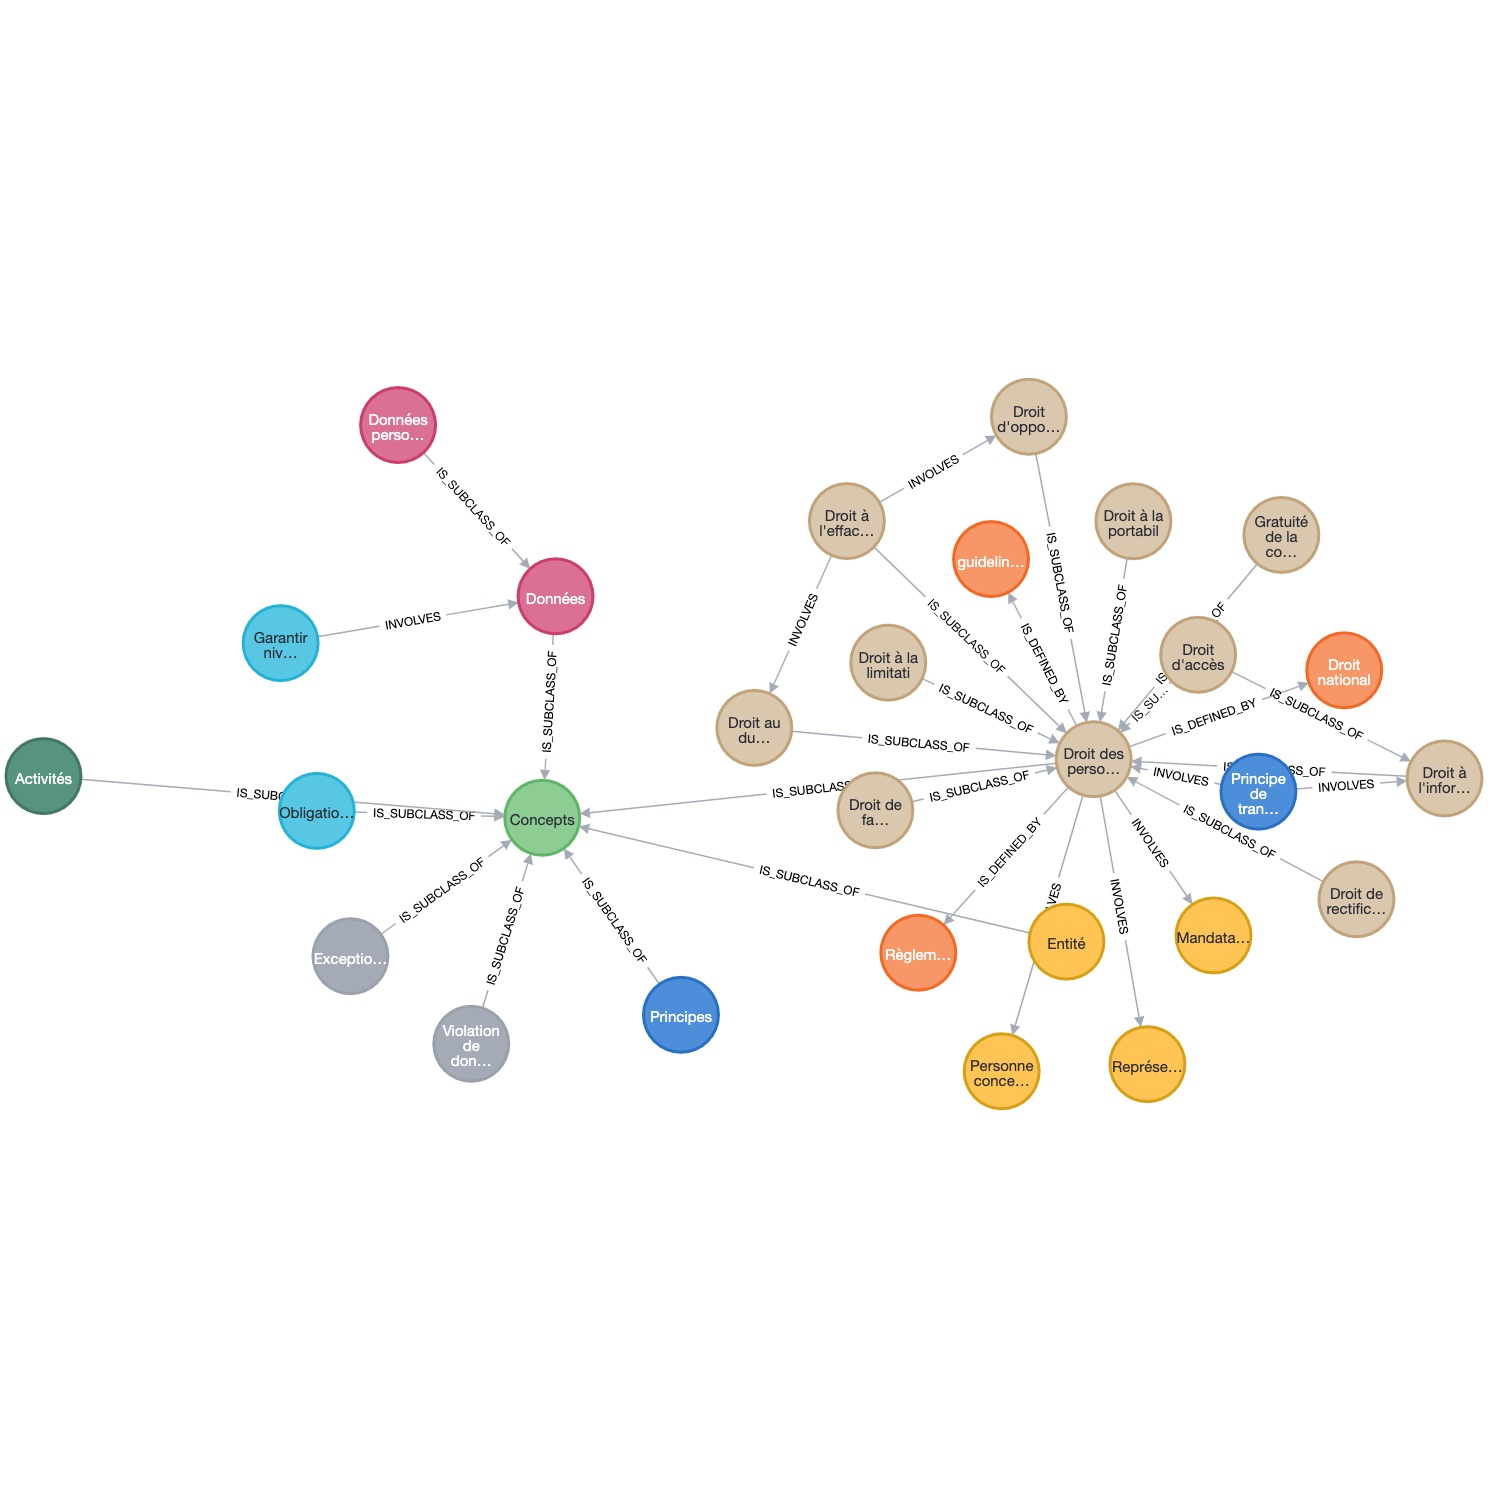 Droit
d'oppo…
Données
perso…
INVOLVES
IS_SUBCLASS_OF
Droit à
l'effac…
Droit à la
portabil
Gratuité
de la
co…
guidelin…
IS_SUBCLASS_OF
Données
INVOLVES
Garantir
niv…
INVOLVES
IS_SUBCLASS_OF
IS_DEFINED_BY
IS_SUBCLASS_OF
OF
Droit à la
limitati
Droit
d'accès
Droit
national
IS_SUBCLASS_OF
IS_SUBCLASS_OF
IS
IS_SU…
IS_DEFINED_BY
IS_SUBCLASS_OF
Droit au
du…
IS_SUBCLASS_OF
Droit des
perso…
Activités
IS_SUBC
Obligatio…
IS_SUBCLASS_OF
Concepts
IS_SUBCLASS
Droit de
fa…
IS_SUBCLASS_OF
INVOLVES
Principe
de
tran…
SS_OF
INVOLVES
Droit à
l'infor…
IS_SUBCLASS_OF
IS_DEFINED_BY
INVOLVES
IS_SUBCLASS_OF
IS_SUBCLASS_OF
IS_SUBCLASS_OF
IS_SUBCLASS_OF
VES
INVOLVES
Droit de
rectific…
Exceptio…
Règlem…
Entité
Mandata…
Violation
de
don…
Principes
Personne
conce…
Représe…